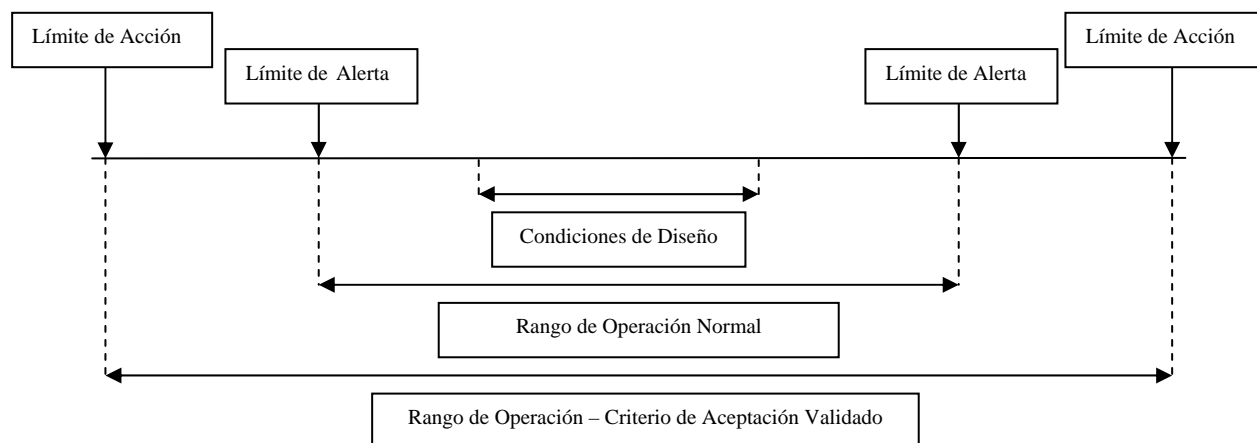 Límite de Acción
Límite de Acción
Límite de Alerta
Límite de Alerta
Condiciones de Diseño
Rango de Operación Normal
Rango de Operación – Criterio de Aceptación Validado